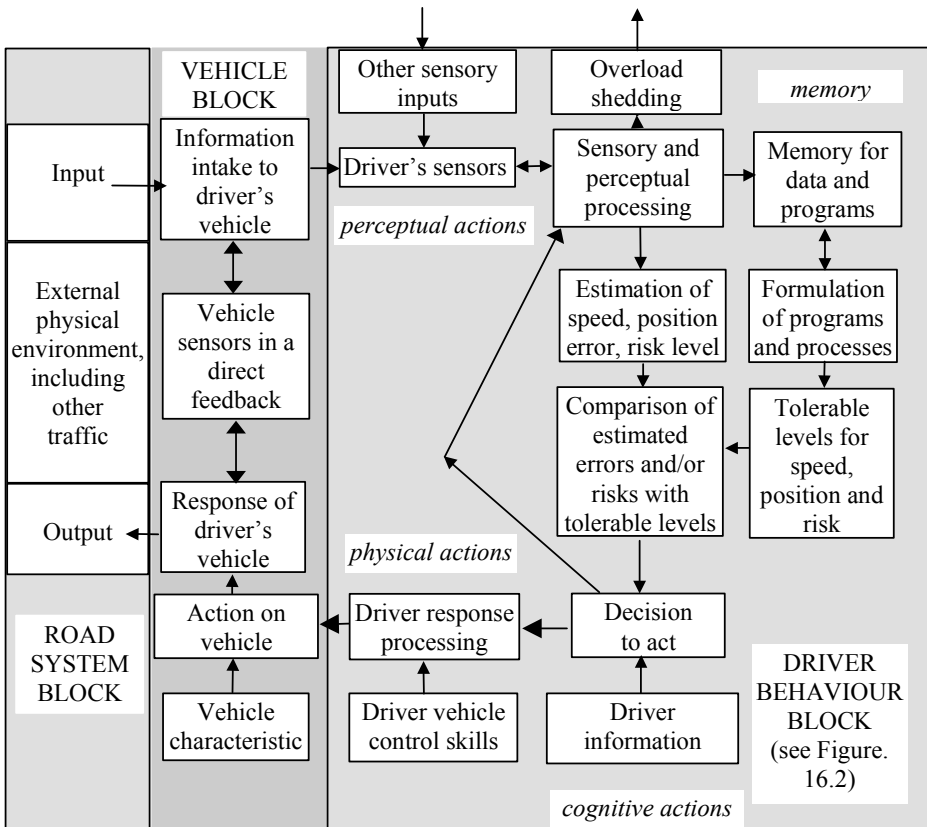 VEHICLE
BLOCK
Other sensory
inputs
Overload
shedding
memory
Input
Information
intake to
driver's
vehicle
Driver's sensors
Sensory and
perceptual
processing
Memory for
data and
programs
perceptual actions
External
physical
environment,
including
other
traffic
Vehicle
sensors in a
direct
feedback
Estimation of
speed, position
error, risk level
Formulation
of programs
and processes
Comparison of
estimated
errors and/or
risks with
tolerable levels
Tolerable
levels for
speed,
position and
risk
Output
Response of
driver's
vehicle
physical actions
ROAD
SYSTEM
BLOCK
Action on
vehicle
Driver response
processing
Decision
to act
Vehicle
characteristic
Driver vehicle
control skills
Driver
information
DRIVER
BEHAVIOUR
BLOCK
(see Figure.
16.2)
cognitive actions